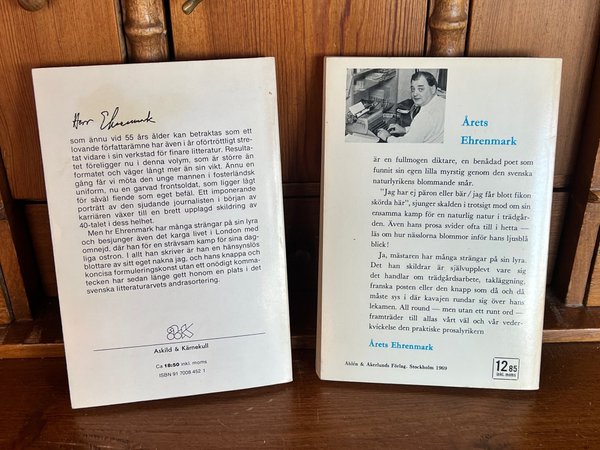 Herr Ehrenmark
som ännu vid 55 års ålder kan betraktas som ett
lovande författarämne har även i år oförtröttligt stre-
tat vidare i sin verkstad för finare litteratur. Resulta-
tet föreligger nu i denna volym, som är större än
formatet och väger långt mer än sin vikt. Ännu en
gång får vi möta den unge mannen i fosterländsk
uniform, nu en garvad frontsoldat, som ligger lågt
för såväl fiende som eget befäl. Ett imponerande
porträtt av den sjudande journalisten i början av
karriären växer till en brett upplagd skildring av
40-talet i dess helhet.
Men hr Ehrenmark har många strängar på sin lyra
och besjunger även det karga livet i London med
omnejd, där han för en strävsam kamp för sina dag-
liga ostron. I allt han skriver är han en hänsynslös
blottare av sitt eget nakna jag, och hans knappa och
koncisa formuleringskonst utan ett onödigt komma-
tecken har sedan länge gett honom en plats i det
svenska litteraturarvets andrasortering.
Askild & Kärnekull
Ca 18:50 inkl. moms
ISBN 91 7008 452 1
Årets
Ehrenmark
är en fullmogen diktare, en benådad poet som
funnit sin egen lilla myrstig genom den svenska
naturlyrikens blommande snår.
"Jag har ej päron eller bär / jag får blott fikon
skörda här", sjunger skalden i trotsigt mod om sin
ensamma kamp för en naturlig natur i trädgår-
den. Även hans prosa svider ofta till i hetta —
läs om hur nässlorna blommor inför hans ljusblå
blick!
Ja, mästaren har många strängar på sin lyra.
Det han skildrar är självupplevt vare sig
det handlar om trädgårdsarbete, takläggning,
franska posten eller den knapp som då och då
måste sys i där kavajen rundar sig över hans
lekamen. All round — men utan ett runt ord —
framträder till allas vårt väl och vår veder-
kvickelse den praktiske prosalyrikern
Årets Ehrenmark
Åhlén & Åkerlunds Förlag. Stockholm 1969
12 85
inkl. moms